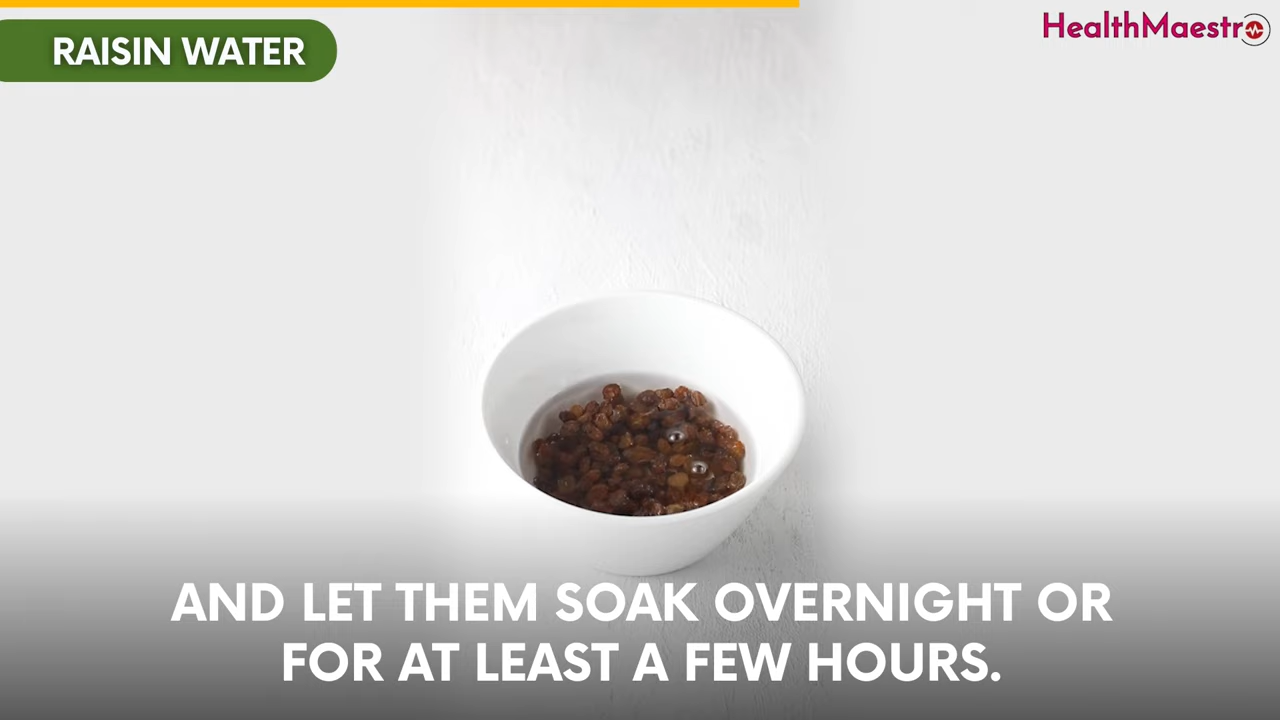 RAISIN WATER
HealthMaestro
AND LET THEM SOAK OVERNIGHT OR
FOR AT LEAST A FEW HOURS.